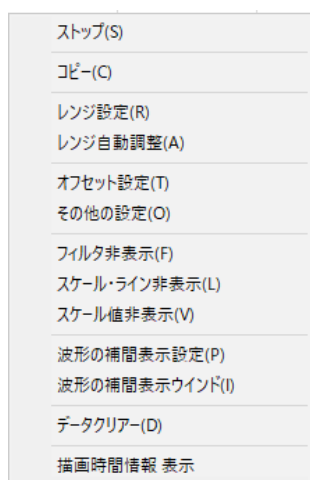 ストップ(S)
コピー(C)
レンジ設定(R)
レンジ自動調整(A)
オフセット設定(T)
その他の設定(O)
フィルタ非表示(F)
スケール・ライン非表示(L)
スケール値非表示(V)
波形の補間表示設定(P)
波形の補間表示ウインド(I)
データクリアー(D)
描画時間情報 表示